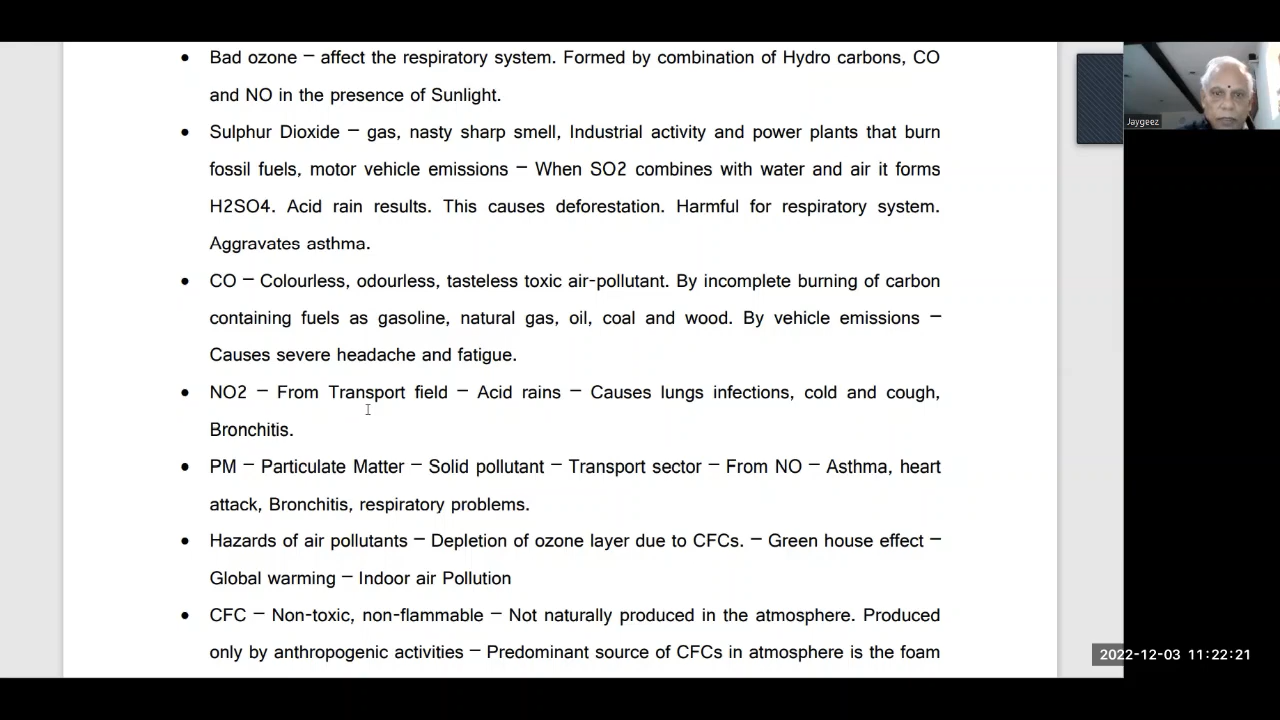 • Bad ozone – affect the respiratory system. Formed by combination of Hydro carbons, CO
and NO in the presence of Sunlight.
Jaygeez
• Sulphur Dioxide – gas, nasty sharp smell, Industrial activity and power plants that burn
fossil fuels, motor vehicle emissions – When SO2 combines with water and air it forms
H2SO4. Acid rain results. This causes deforestation. Harmful for respiratory system.
Aggravates asthma.
• CO – Colourless, odourless, tasteless toxic air-pollutant. By incomplete burning of carbon
containing fuels as gasoline, natural gas, oil, coal and wood. By vehicle emissions –
Causes severe headache and fatigue.
• NO2 – From Transport field – Acid rains – Causes lungs infections, cold and cough,
Bronchitis.
• PM – Particulate Matter – Solid pollutant – Transport sector – From NO – Asthma, heart
attack, Bronchitis, respiratory problems.
• Hazards of air pollutants – Depletion of ozone layer due to CFCs. – Green house effect –
Global warming – Indoor air Pollution
• CFC – Non-toxic, non-flammable – Not naturally produced in the atmosphere. Produced
only by anthropogenic activities – Predominant source of CFCs in atmosphere is the foam
2022-12-03 11:22:21